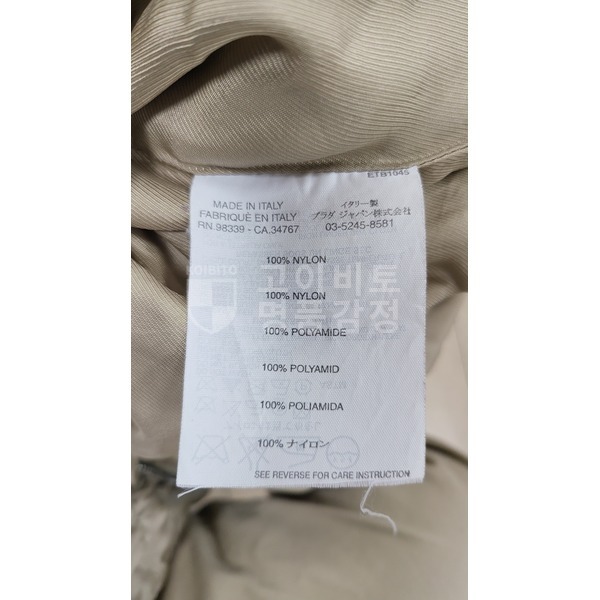 ETB1045
MADE IN ITALY
FABRIQUÉ EN ITALY
RN.98339 - CA.34767
イタリー製
プラダ ジャパン株式会社
03-5245-8581
100% NYLON
100% NYLON
100% POLYAMIDE
100% POLYAMID
100% POLIAMIDA
100% ナイロン
SEE REVERSE FOR CARE INSTRUCTION
KOIBITO
고이비토
명품감정